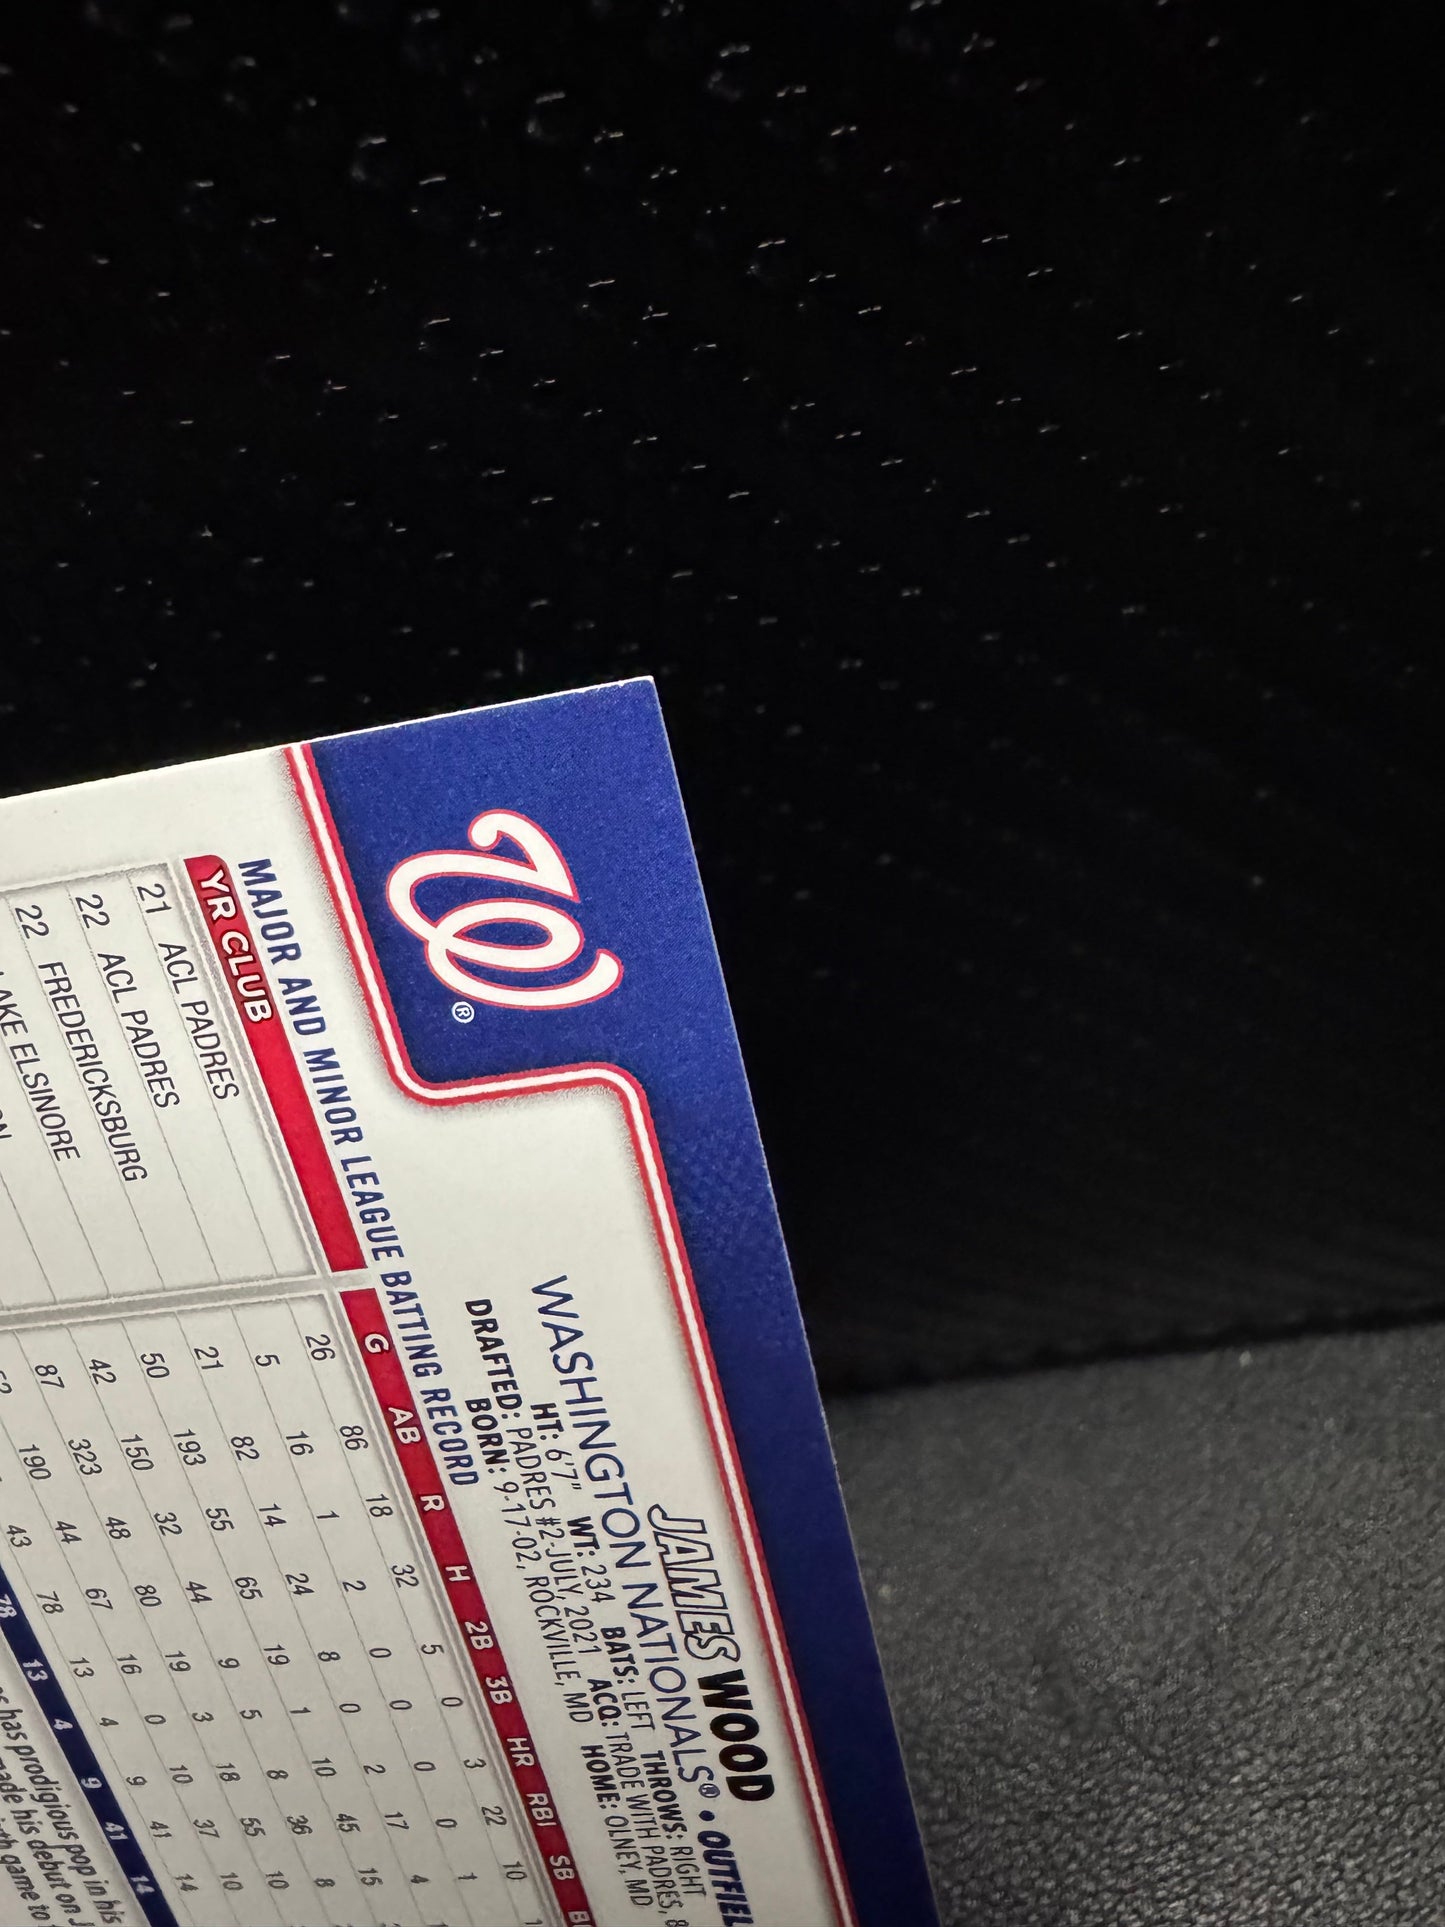 JAMES WOOD
WASHINGTON NATIONALS® • OUTFIEL
HT: 6'7" WT: 234 BATS: LEFT THROWS: RIGHT
DRAFTED: PADRES #2-JULY, 2021 ACQ: TRADE WITH PADRES, 8
BORN: 9-17-02, ROCKVILLE, MD HOME: OLNEY, MD
MAJOR AND MINOR LEAGUE BATTING RECORD
YR CLUB G AB R H 2B 3B HR RBI SB
21 ACL PADRES 26 86 18 32 5 0 3 22 10
22 ACL PADRES 5 16 1 2 0 0 0 0 1
22 FREDERICKSBURG 21 82 14 24 8 0 2 17 4
LAKE ELSINORE 50 193 55 65 19 1 10 45 15
42 150 32 44 9 5 8 36 8
87 323 48 80 19 3 18 55 10
190 44 67 16 0 10 37 10
43 78 13 4 9 41 14
78 13 4 9 41 14
has prodigious pop in his
made his debut on J
game to